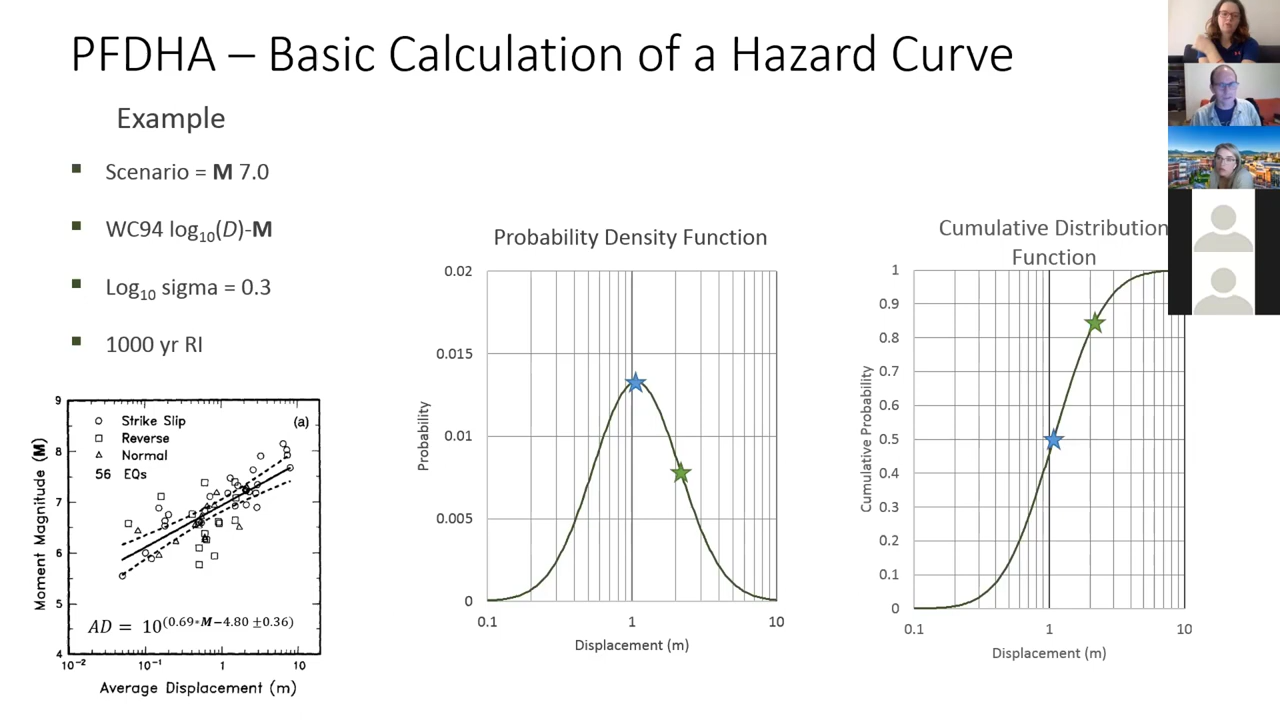 PFDHA – Basic Calculation of a Hazard Curve
Example
Scenario = M 7.0
WC94 log10(D)-M
Log10 sigma = 0.3
1000 yr RI
9
8
7
6
5
4
Moment Magnitude (M)
Strike Slip
(a)
Reverse
Normal
56 EQs
AD = 10^(0.69*M−4.80 ±0.36)
10^-2
10^-1
1
10
Average Displacement (m)
Probability Density Function
0.02
0.015
0.01
0.005
0
Probability
0.1
1
10
Displacement (m)
Cumulative Distribution
Function
1
0.9
0.8
0.7
0.6
0.5
0.4
0.3
0.2
0.1
0
Cumulative Probability
0.1
1
10
Displacement (m)